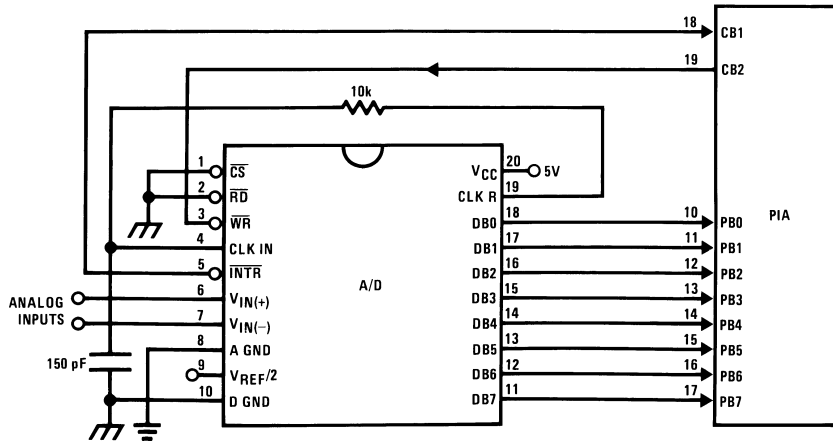 18 CB1
19 CB2
10k
1 CS
2 RD
3 WR
4 CLK IN
5 INTR
6 VIN(+)
7 VIN(−)
8 A GND
9 VREF/2
10 D GND
ANALOG
INPUTS
150 pF
A/D
VCC 20 5V
CLK R 19
DB0 18
DB1 17
DB2 16
DB3 15
DB4 14
DB5 13
DB6 12
DB7 11
PIA
10 PB0
11 PB1
12 PB2
13 PB3
14 PB4
15 PB5
16 PB6
17 PB7